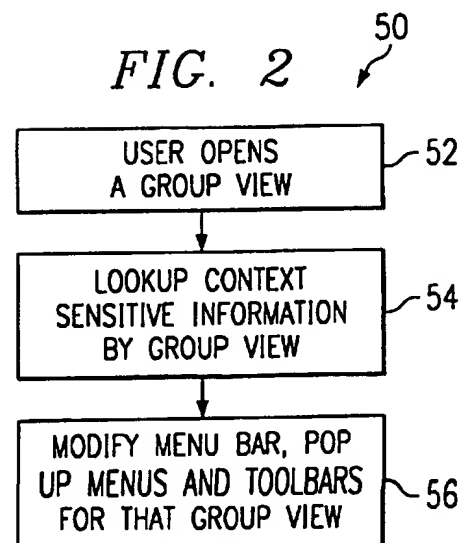 50
FIG. 2
USER OPENS
A GROUP VIEW
52
LOOKUP CONTEXT
SENSITIVE INFORMATION
BY GROUP VIEW
54
MODIFY MENU BAR, POP
UP MENUS AND TOOLBARS
FOR THAT GROUP VIEW
56